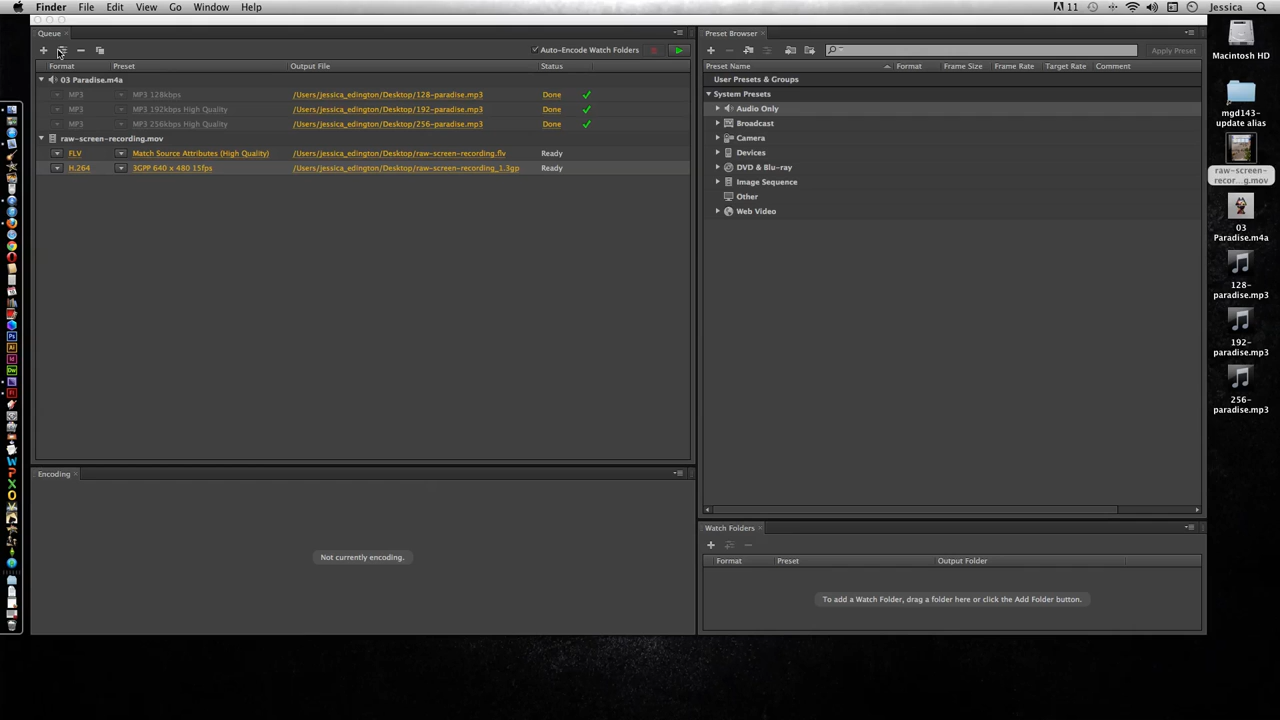 Finder File Edit View Go Window Help 11 Jessica
Queue
Auto-Encode Watch Folders
Format Preset Output File Status
03 Paradise.m4a
MP3 MP3 128kbps /Users/jessica_edington/Desktop/128-paradise.mp3 Done
MP3 MP3 192kbps High Quality /Users/jessica_edington/Desktop/192-paradise.mp3 Done
MP3 MP3 256kbps High Quality /Users/jessica_edington/Desktop/256-paradise.mp3 Done
raw-screen-recording.mov
FLV Match Source Attributes (High Quality) /Users/jessica_edington/Desktop/raw-screen-recording.flv Ready
H.264 3GPP 640 x 480 15fps /Users/jessica_edington/Desktop/raw-screen-recording_1.3gp Ready
Encoding
Not currently encoding.
Preset Browser
Apply Preset
Preset Name Format Frame Size Frame Rate Target Rate Comment
User Presets & Groups
System Presets
Audio Only
Broadcast
Camera
Devices
DVD & Blu-ray
Image Sequence
Other
Web Video
Watch Folders
Format Preset Output Folder
To add a Watch Folder, drag a folder here or click the Add Folder button.
Macintosh HD
mgd143-
update alias
raw-screen-
recor...g.mov
03
Paradise.m4a
128-
paradise.mp3
192-
paradise.mp3
256-
paradise.mp3